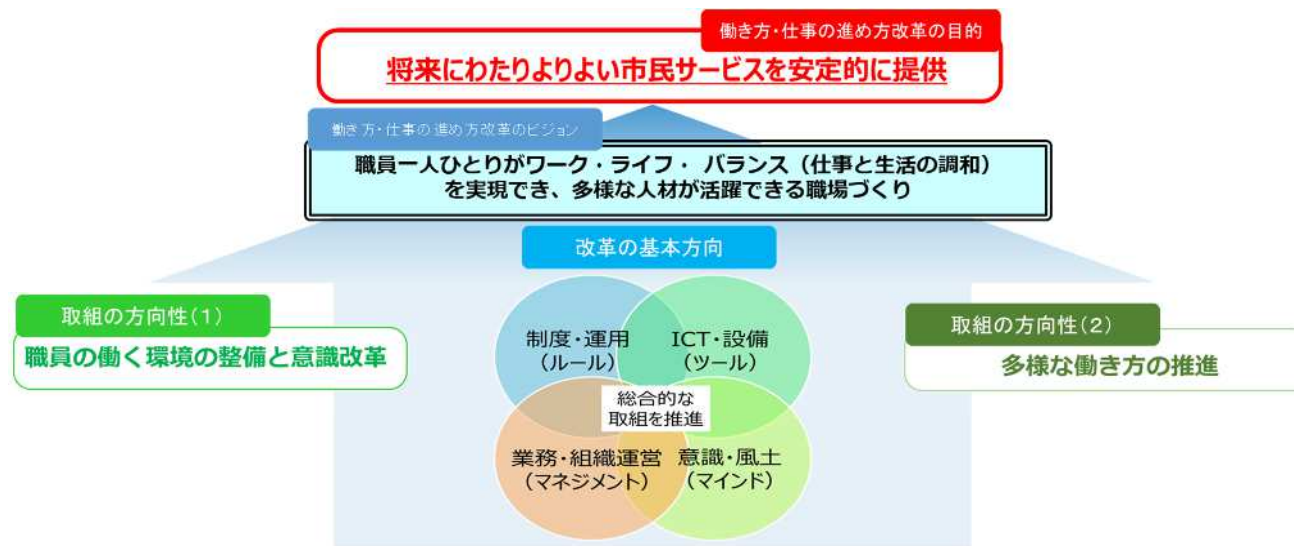 働き方・仕事の進め方改革の目的
将来にわたりよりよい市民サービスを安定的に提供
働き方・仕事の進め方改革のビジョン
職員一人ひとりがワーク・ライフ・ バランス（仕事と生活の調和）
を実現でき、多様な人材が活躍できる職場づくり
改革の基本方向
取組の方向性(1)
職員の働く環境の整備と意識改革
取組の方向性(2)
多様な働き方の推進
制度・運用
(ルール)
ICT・設備
(ツール)
総合的な
取組を推進
業務・組織運営
(マネジメント)
意識・風土
(マインド)